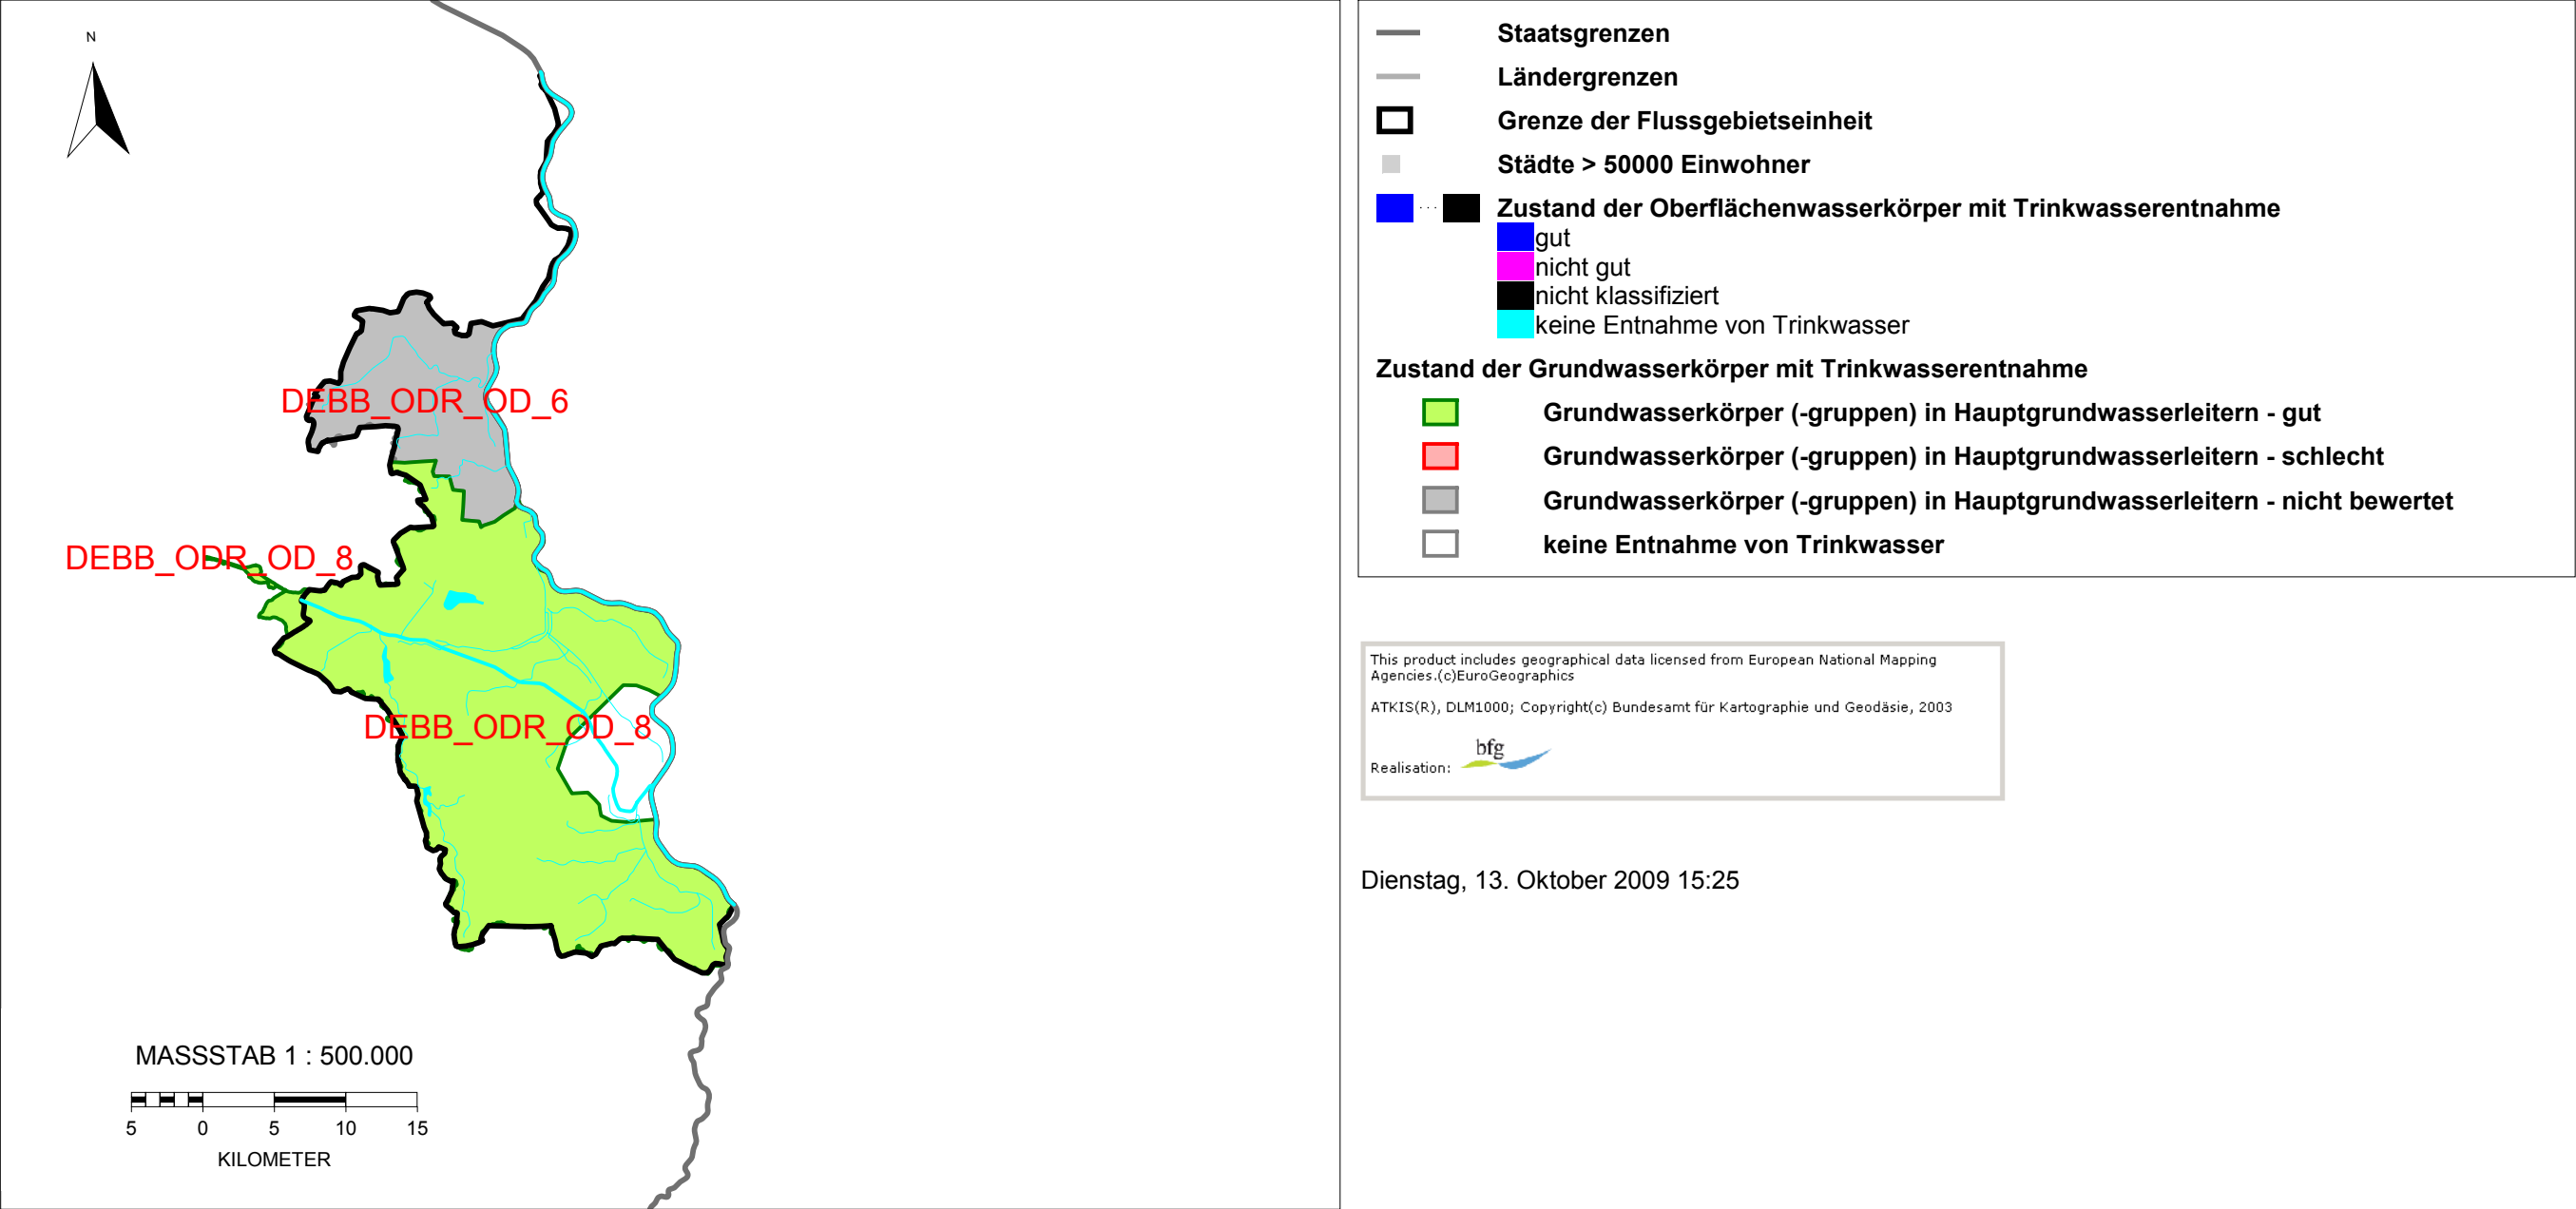 N
DEBB_ODR_OD_6
DEBB_ODR_OD_8
DEBB_ODR_OD_8
MASSSTAB 1 : 500.000
5 0 5 10 15
KILOMETER
Staatsgrenzen
Ländergrenzen
Grenze der Flussgebietseinheit
Städte > 50000 Einwohner
Zustand der Oberflächenwasserkörper mit Trinkwasserentnahme
gut
nicht gut
nicht klassifiziert
keine Entnahme von Trinkwasser
Zustand der Grundwasserkörper mit Trinkwasserentnahme
Grundwasserkörper (-gruppen) in Hauptgrundwasserleitern - gut
Grundwasserkörper (-gruppen) in Hauptgrundwasserleitern - schlecht
Grundwasserkörper (-gruppen) in Hauptgrundwasserleitern - nicht bewertet
keine Entnahme von Trinkwasser
This product includes geographical data licensed from European National Mapping
Agencies.(c)EuroGeographics
ATKIS(R), DLM1000; Copyright(c) Bundesamt für Kartographie und Geodäsie, 2003
bfg
Realisation:
Dienstag, 13. Oktober 2009 15:25